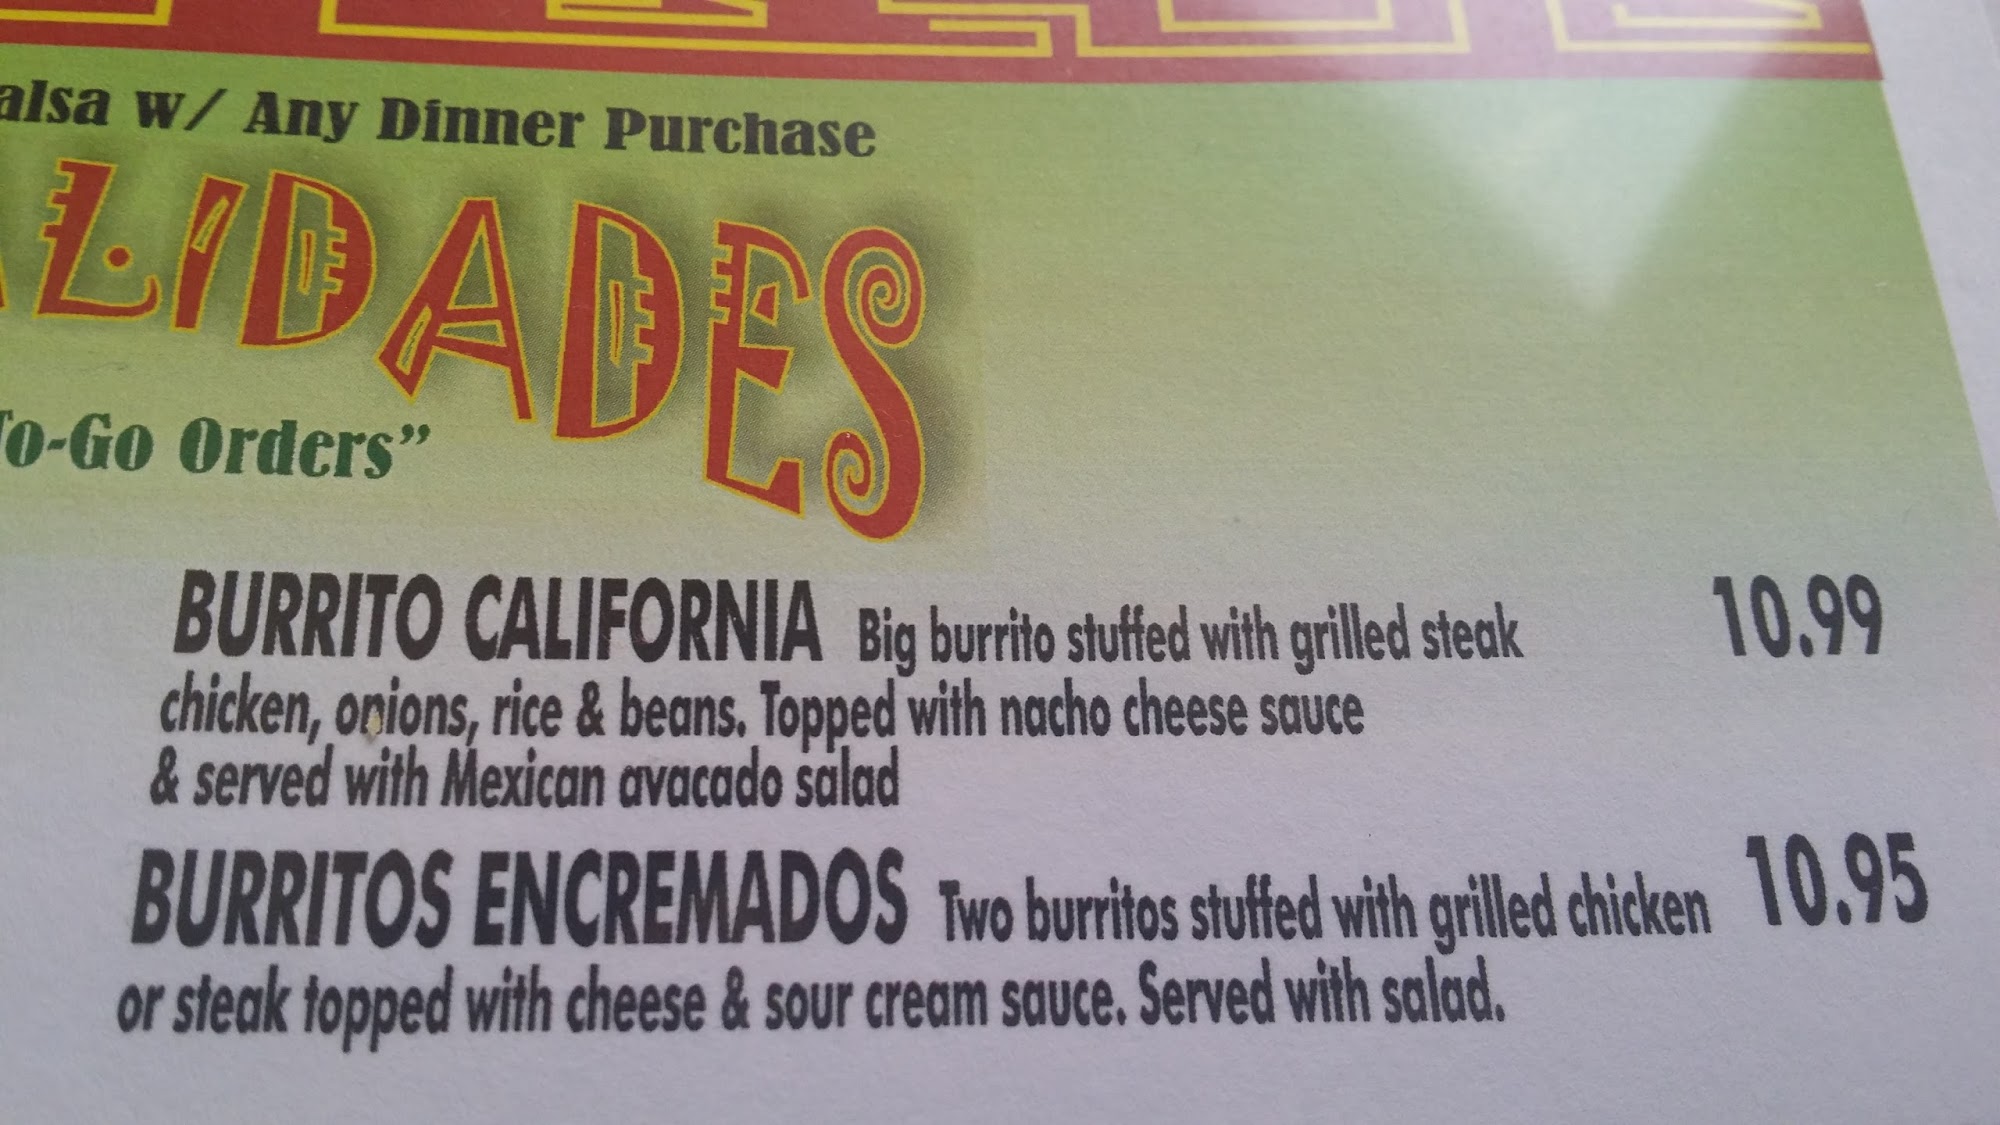 w/ Any Dinner Purchase
To-Go Orders”
BURRITO CALIFORNIA Big burrito stuffed with grilled steak 10.99
chicken, onions, rice & beans. Topped with nacho cheese sauce
& served with Mexican avacado salad
BURRITOS ENCREMADOS Two burritos stuffed with grilled chicken 10.95
or steak topped with cheese & sour cream sauce. Served with salad.